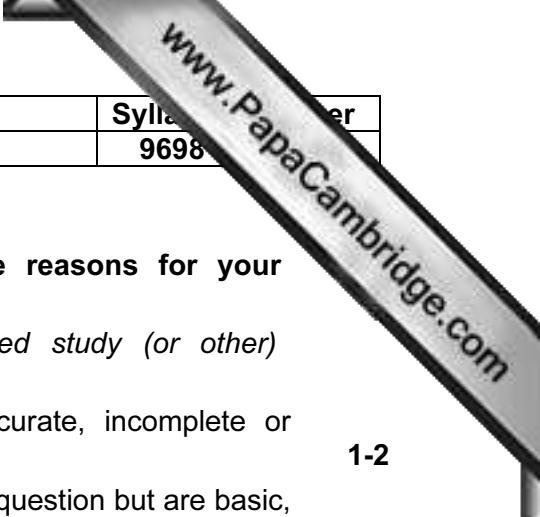 www.PapaCambridge.com
er
9698
reasons for your
ed study (or other)
curate, incomplete or
1-2
question but are basic,